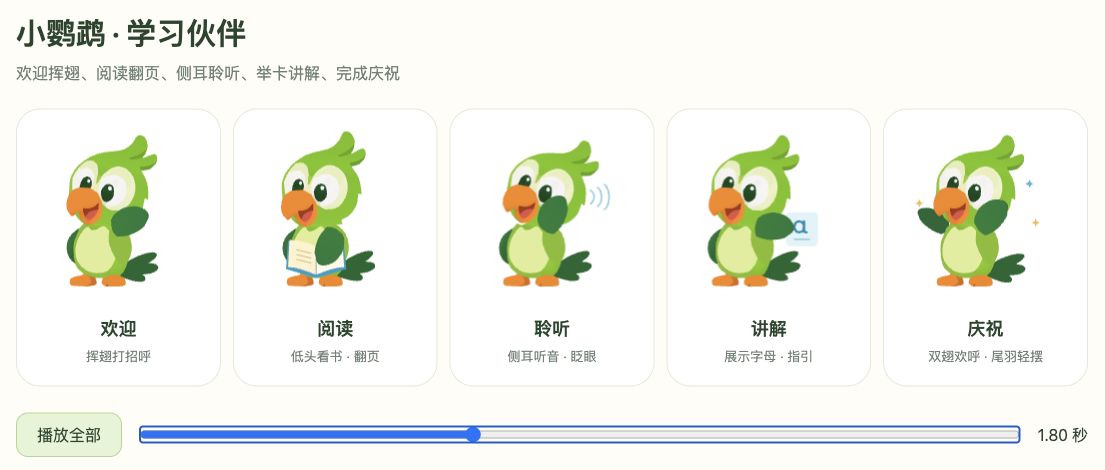 小鹦鹉 · 学习伙伴
欢迎挥翅、阅读翻页、侧耳聆听、举卡讲解、完成庆祝
a
欢迎
挥翅打招呼
阅读
低头看书 · 翻页
聆听
侧耳听音 · 眨眼
讲解
展示字母 · 指引
庆祝
双翅欢呼 · 尾羽轻摆
播放全部
1.80 秒